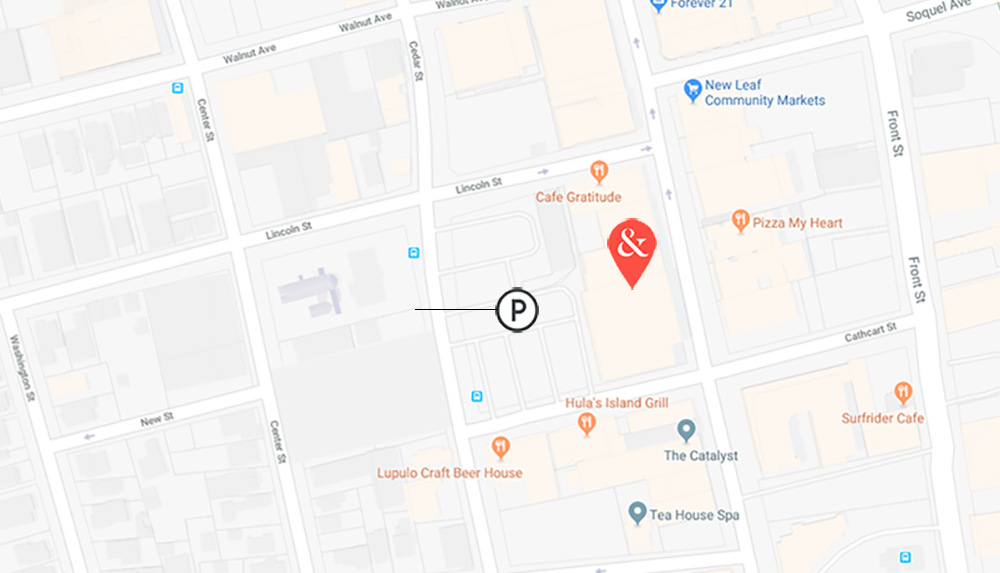 Walnut Ave
Walnut Ave
Forever 21
Soquel Ave
Cedar St
New Leaf
Community Markets
Center St
Front St
Lincoln St
Cafe Gratitude
Pizza My Heart
&
Lincoln St
Front St
P
Cathcart St
Washington St
Hula's Island Grill
New St
Surfrider Cafe
Center St
The Catalyst
Lupulo Craft Beer House
Tea House Spa